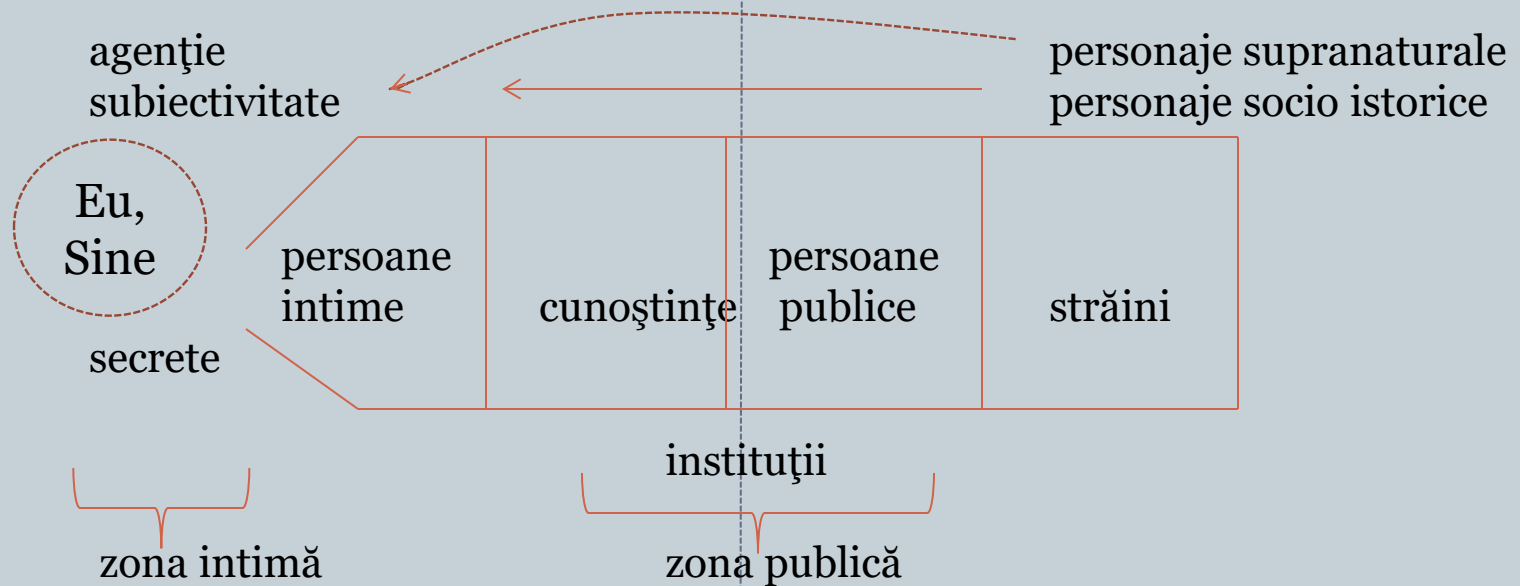 agenţie
subiectivitate
personaje supranaturale
personaje socio istorice
Eu,
Sine
persoane
intime
cunoştinţe
persoane
publice
străini
secrete
instituţii
zona intimă
zona publică